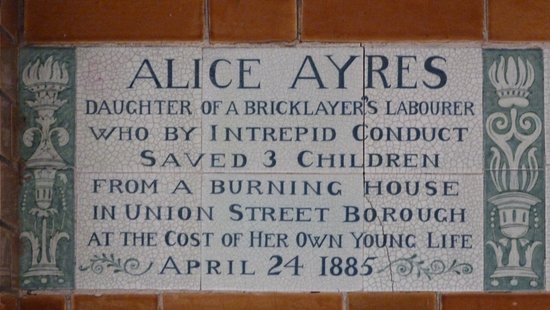 ALICE AYRES
DAUGHTER OF A BRICKLAYER'S LABOURER
WHO BY INTREPID CONDUCT
SAVED 3 CHILDREN
FROM A BURNING HOUSE
IN UNION STREET BOROUGH
AT THE COST OF HER OWN YOUNG LIFE
APRIL 24 1885